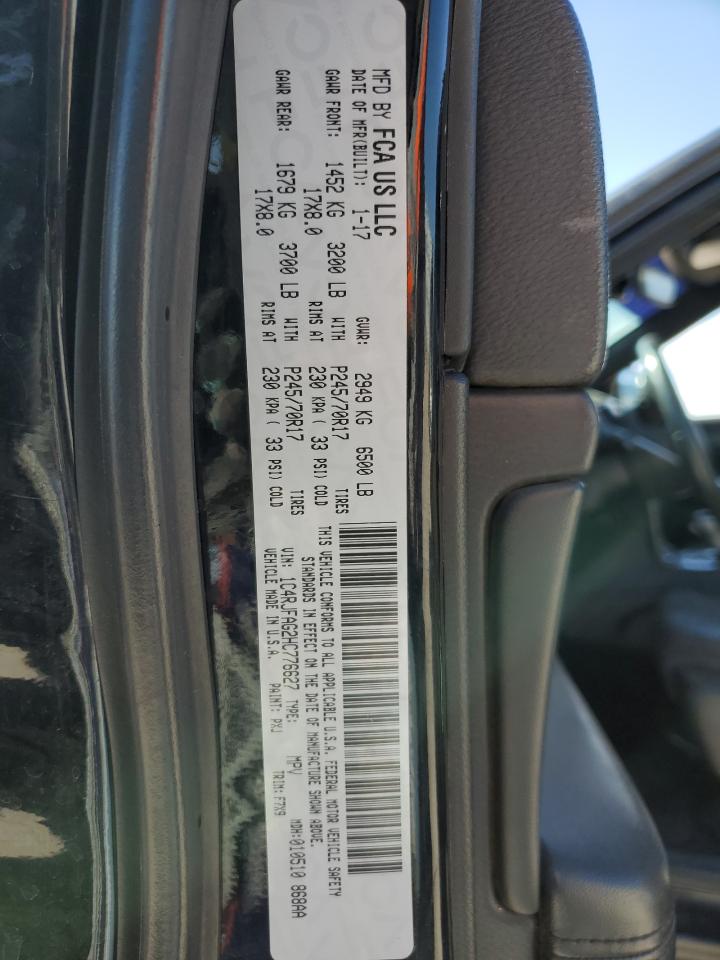 MFD BY FCA US LLC
DATE OF MFR(BUILT): 1-17 GVWR: 2949 KG 6500 LB
GAWR FRONT: 1452 KG 3200 LB WITH P245/70R17 TIRES
17X8.0 RIMS AT 230 KPA ( 33 PSI) COLD
GAWR REAR: 1679 KG 3700 LB WITH P245/70R17 TIRES
17X8.0 RIMS AT 230 KPA ( 33 PSI) COLD
THIS VEHICLE CONFORMS TO ALL APPLICABLE U.S.A. FEDERAL MOTOR VEHICLE SAFETY
STANDARDS IN EFFECT ON THE DATE OF MANUFACTURE SHOWN ABOVE.
VIN: 1C4RJFAG2HC776627 TYPE: MPV MDH:010510 868AA
VEHICLE MADE IN U.S.A. PAINT: PXJ TRIM:F7X9